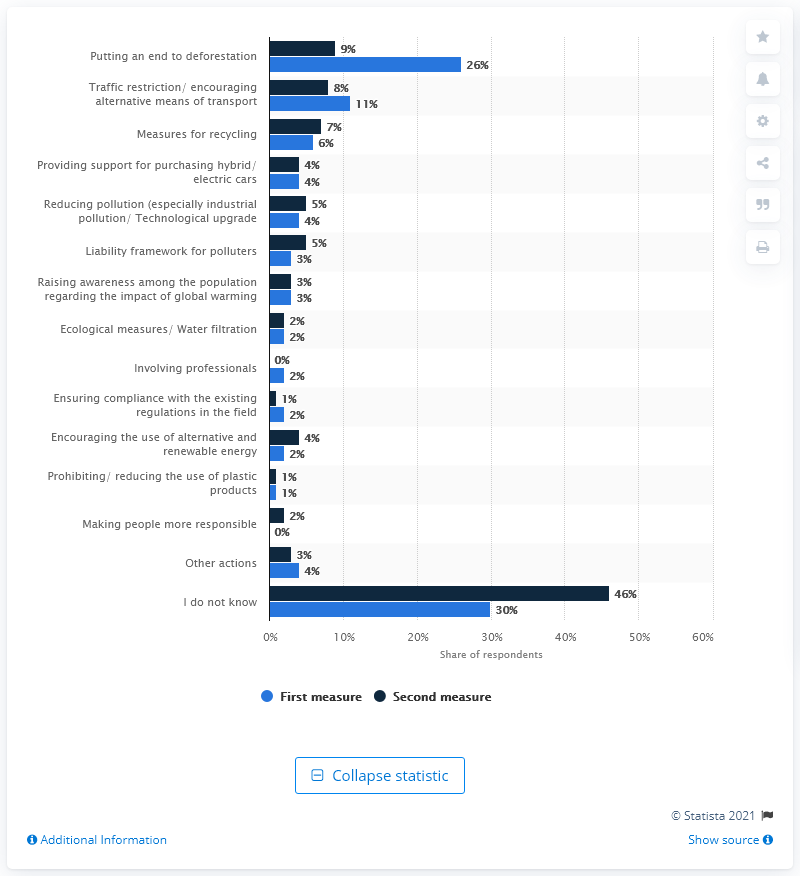 Putting an end to deforestation
9%
26%
Traffic restriction/ encouraging
alternative means of transport
8%
11%
Measures for recycling
7%
6%
Providing support for purchasing hybrid/
electric cars
4%
4%
Reducing pollution (especially industrial
pollution/ Technological upgrade
5%
4%
Liability framework for polluters
5%
3%
Raising awareness among the population
regarding the impact of global warming
3%
3%
Ecological measures/ Water filtration
2%
2%
Involving professionals
0%
2%
Ensuring compliance with the existing
regulations in the field
1%
2%
Encouraging the use of alternative and
renewable energy
4%
2%
Prohibiting/ reducing the use of plastic
products
1%
1%
Making people more responsible
2%
0%
Other actions
3%
4%
I do not know
46%
30%
0% 10% 20% 30% 40% 50% 60%
Share of respondents
First measure Second measure
Collapse statistic
© Statista 2021
Additional Information Show source